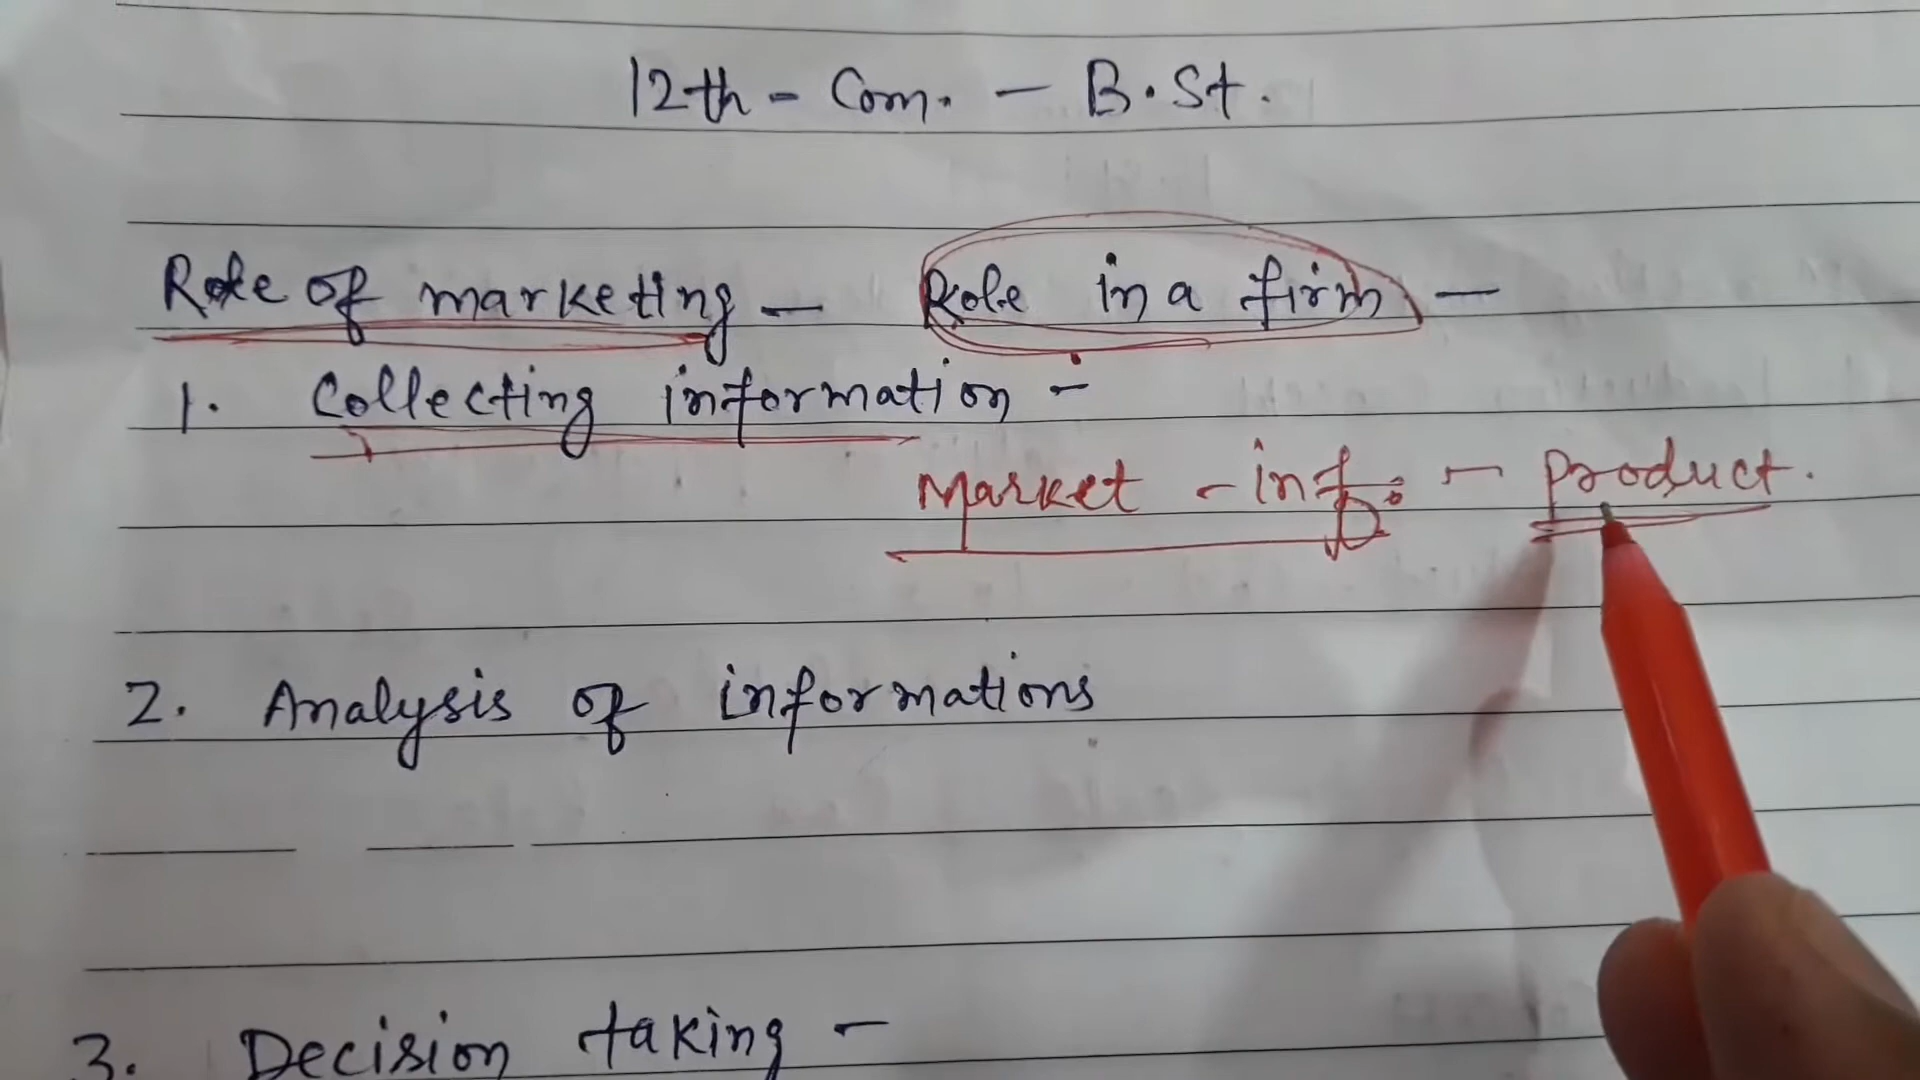 12th - Com. - B.St.
Role of marketing - Role in a firm -
1. Collecting information -
Market - inf. - Product.
2. Analysis of informations
3. Decision taking -